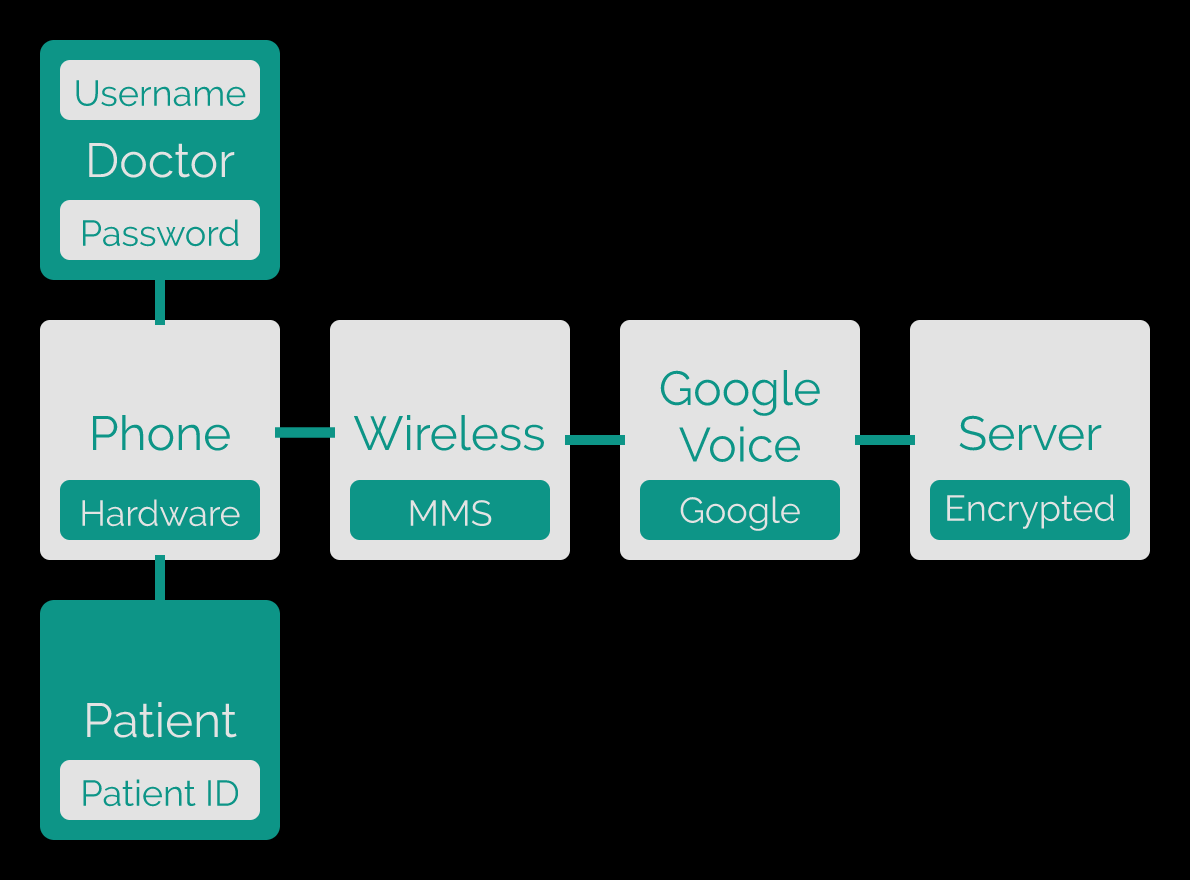 Username
Doctor
Password
Phone
Hardware
Wireless
MMS
Google
Voice
Google
Server
Encrypted
Patient
Patient ID